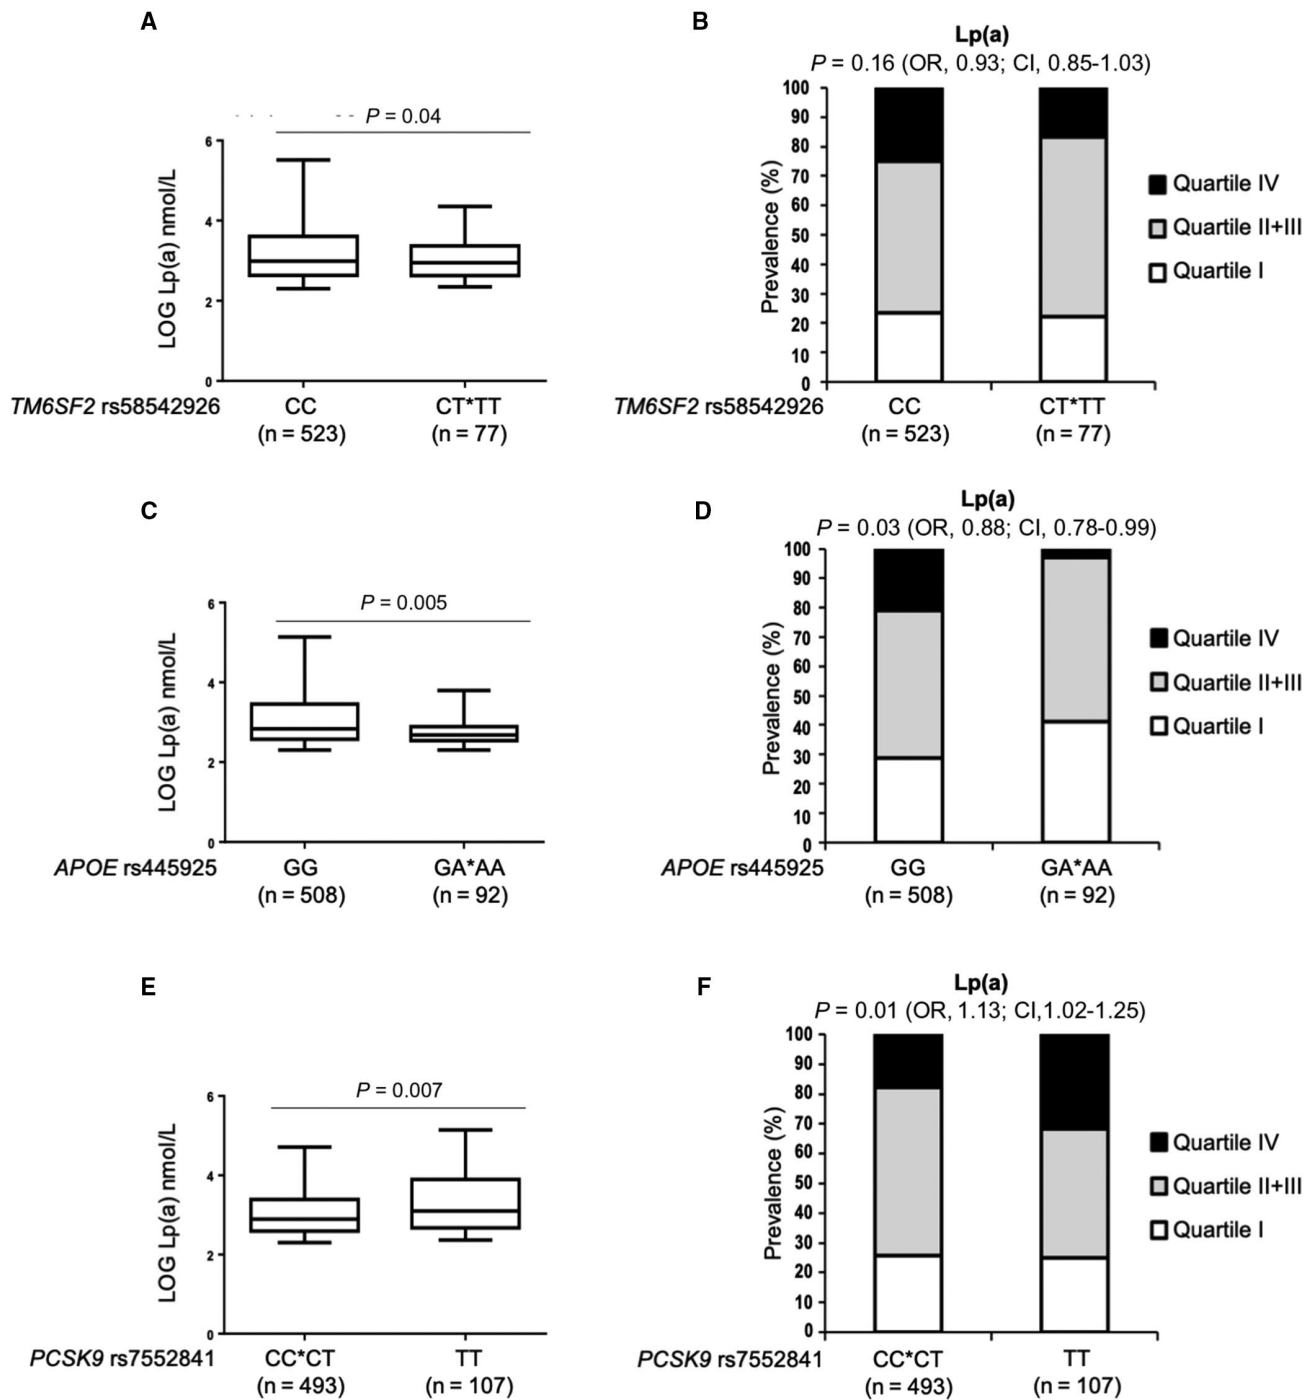 A
P = 0.04
LOG Lp(a) nmol/L
6
4
2
0
TM6SF2 rs58542926
CC
CT*TT
(n = 523)
(n = 77)
B
Lp(a)
P = 0.16 (OR, 0.93; CI, 0.85-1.03)
Prevalence (%)
100
90
80
70
60
50
40
30
20
10
0
Quartile IV
Quartile II+III
Quartile I
TM6SF2 rs58542926
CC
CT*TT
(n = 523)
(n = 77)
C
P = 0.005
LOG Lp(a) nmol/L
6
4
2
0
APOE rs445925
GG
GA*AA
(n = 508)
(n = 92)
D
Lp(a)
P = 0.03 (OR, 0.88; CI, 0.78-0.99)
Prevalence (%)
100
90
80
70
60
50
40
30
20
10
0
Quartile IV
Quartile II+III
Quartile I
APOE rs445925
GG
GA*AA
(n = 508)
(n = 92)
E
P = 0.007
LOG Lp(a) nmol/L
6
4
2
0
PCSK9 rs7552841
CC*CT
TT
(n = 493)
(n = 107)
F
Lp(a)
P = 0.01 (OR, 1.13; CI,1.02-1.25)
Prevalence (%)
100
90
80
70
60
50
40
30
20
10
0
Quartile IV
Quartile II+III
Quartile I
PCSK9 rs7552841
CC*CT
TT
(n = 493)
(n = 107)